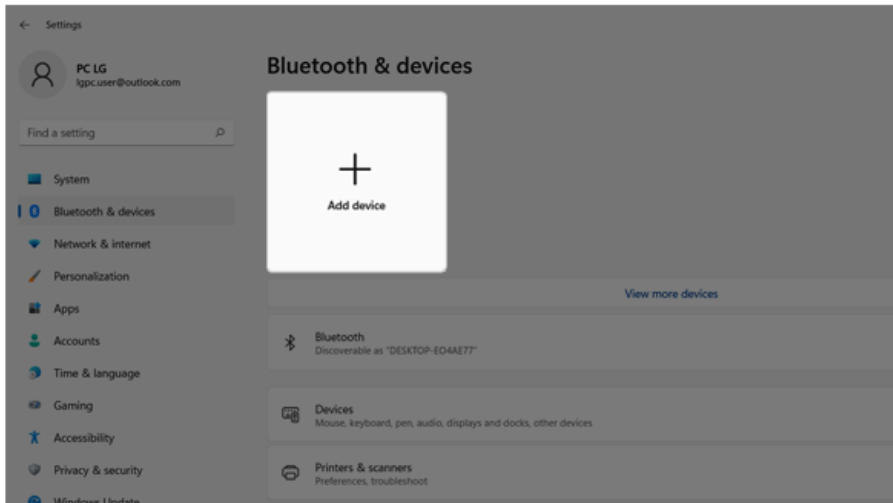 Settings
PC LG
lgpc.user@outlook.com
Find a setting
System
Bluetooth & devices
Network & internet
Personalization
Apps
Accounts
Time & language
Gaming
Accessibility
Privacy & security
Windows Update
Bluetooth & devices
Add device
View more devices
Bluetooth
Discoverable as "DESKTOP-EO4AE77"
Devices
Mouse, keyboard, pen, audio, displays and docks, other devices
Printers & scanners
Preferences, troubleshoot